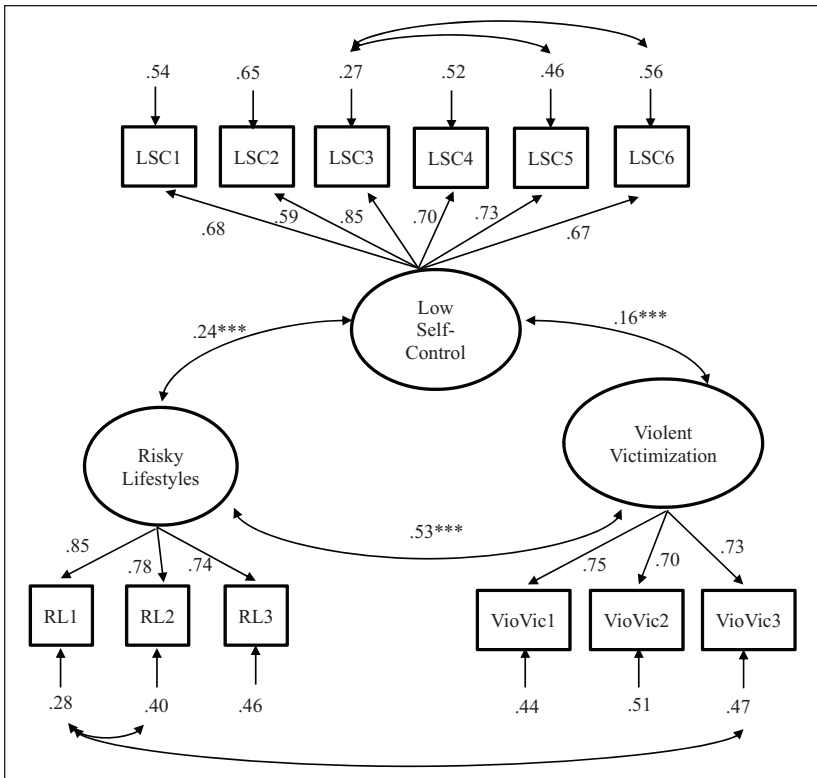 .54 .65 .27 .52 .46 .56
LSC1 LSC2 LSC3 LSC4 LSC5 LSC6
.68 .59 .85 .70 .73 .67
Low
Self-
Control
.24*** .16***
Risky
Lifestyles
Violent
Victimization
.53***
.85 .78 .74 .75 .70 .73
RL1 RL2 RL3 VioVic1 VioVic2 VioVic3
.28 .40 .46 .44 .51 .47